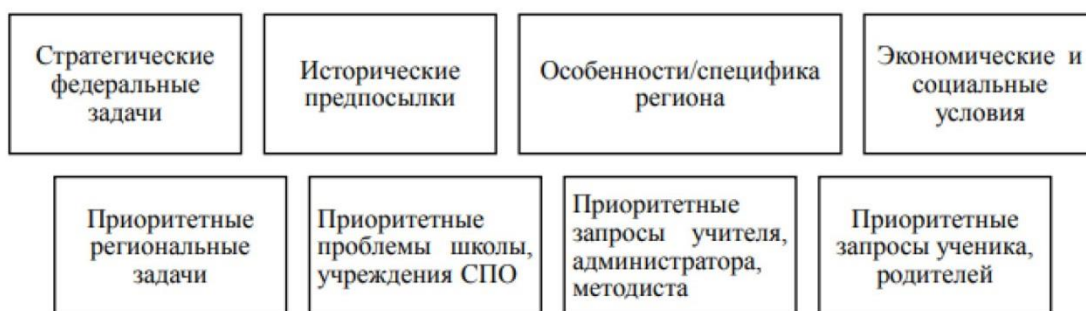 Стратегические
федеральные
задачи
Исторические
предпосылки
Особенности/специфика
региона
Экономические и
социальные
условия
Приоритетные
региональные
задачи
Приоритетные
проблемы школы,
учреждения СПО
Приоритетные
запросы учителя,
администратора,
методиста
Приоритетные
запросы ученика,
родителей